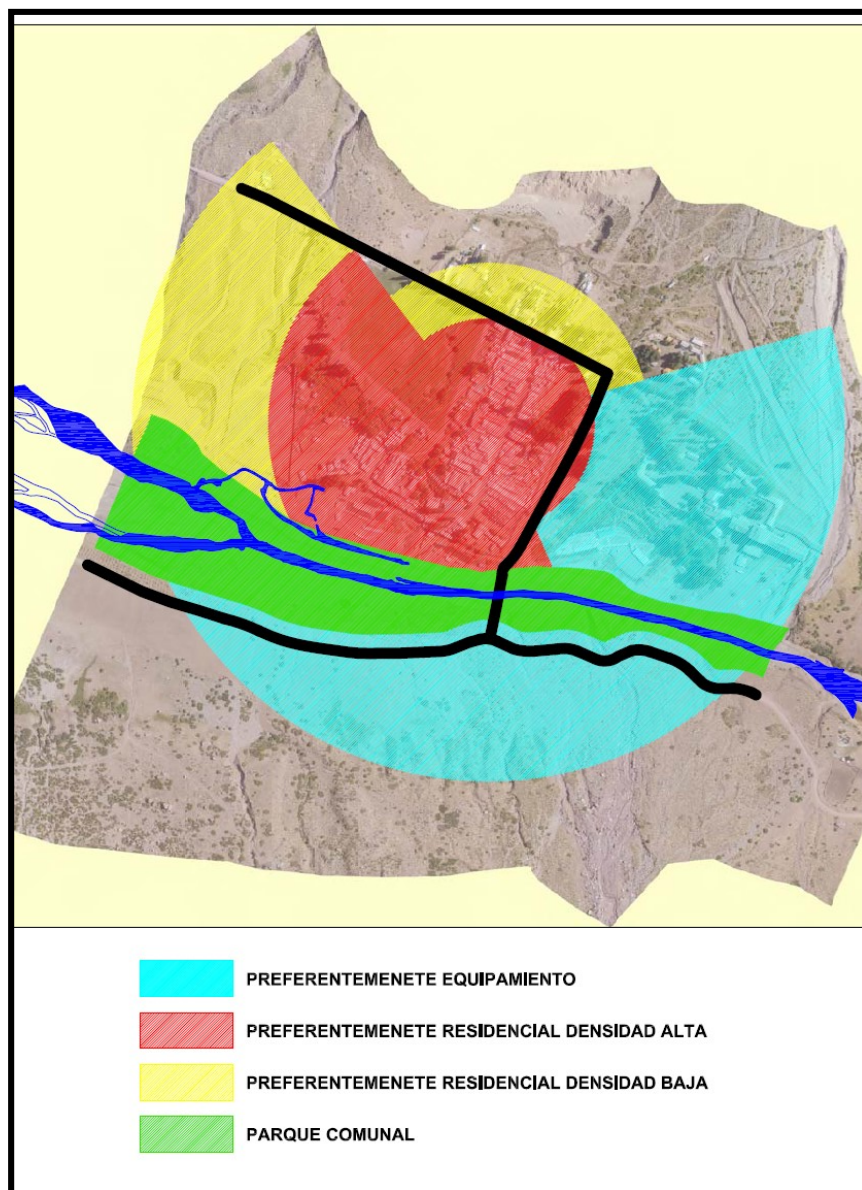 PREFERENTEMENETE EQUIPAMIENTO
PREFERENTEMENETE RESIDENCIAL DENSIDAD ALTA
PREFERENTEMENETE RESIDENCIAL DENSIDAD BAJA
PARQUE COMUNAL